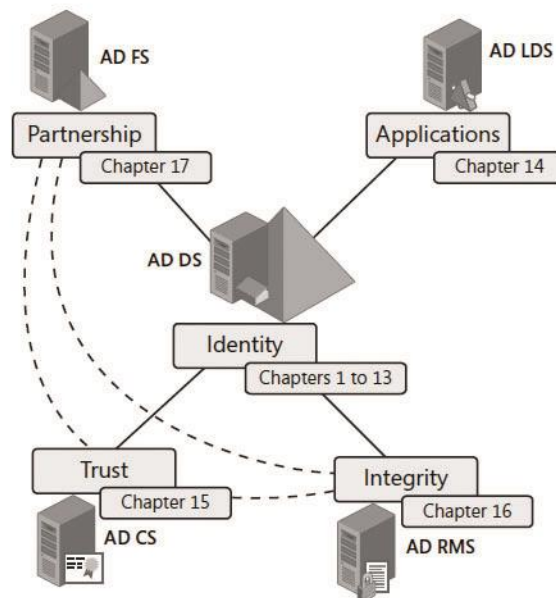 AD FS
AD LDS
Partnership
Applications
Chapter 17
Chapter 14
AD DS
Identity
Chapters 1 to 13
Trust
Integrity
Chapter 15
Chapter 16
AD CS
AD RMS